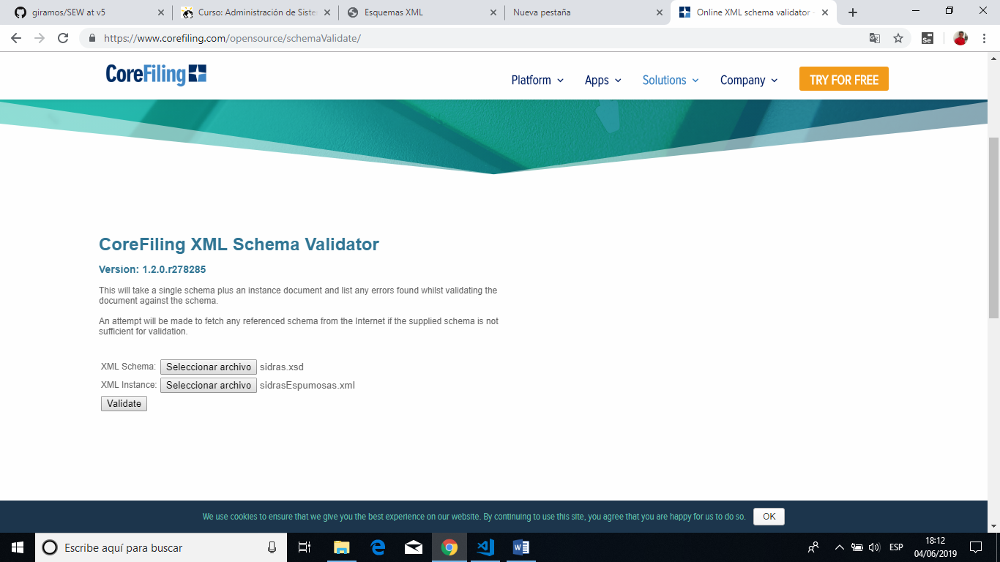 giramos/SEW at v5
Curso: Administración de Siste
Esquemas XML
Nueva pestaña
Online XML schema validator -
https://www.corefiling.com/opensource/schemaValidate/
Se
CoreFiling
Platform
Apps
Solutions
Company
TRY FOR FREE
CoreFiling XML Schema Validator
Version: 1.2.0.r278285
This will take a single schema plus an instance document and list any errors found whilst validating the
document against the schema.
An attempt will be made to fetch any referenced schema from the Internet if the supplied schema is not
sufficient for validation.
XML Schema: Seleccionar archivo sidras.xsd
XML Instance: Seleccionar archivo sidrasEspumosas.xml
Validate
We use cookies to ensure that we give you the best experience on our website. By continuing to use this site, you agree that you are happy for us to do so. OK
Escribe aquí para buscar
ESP
18:12
04/06/2019